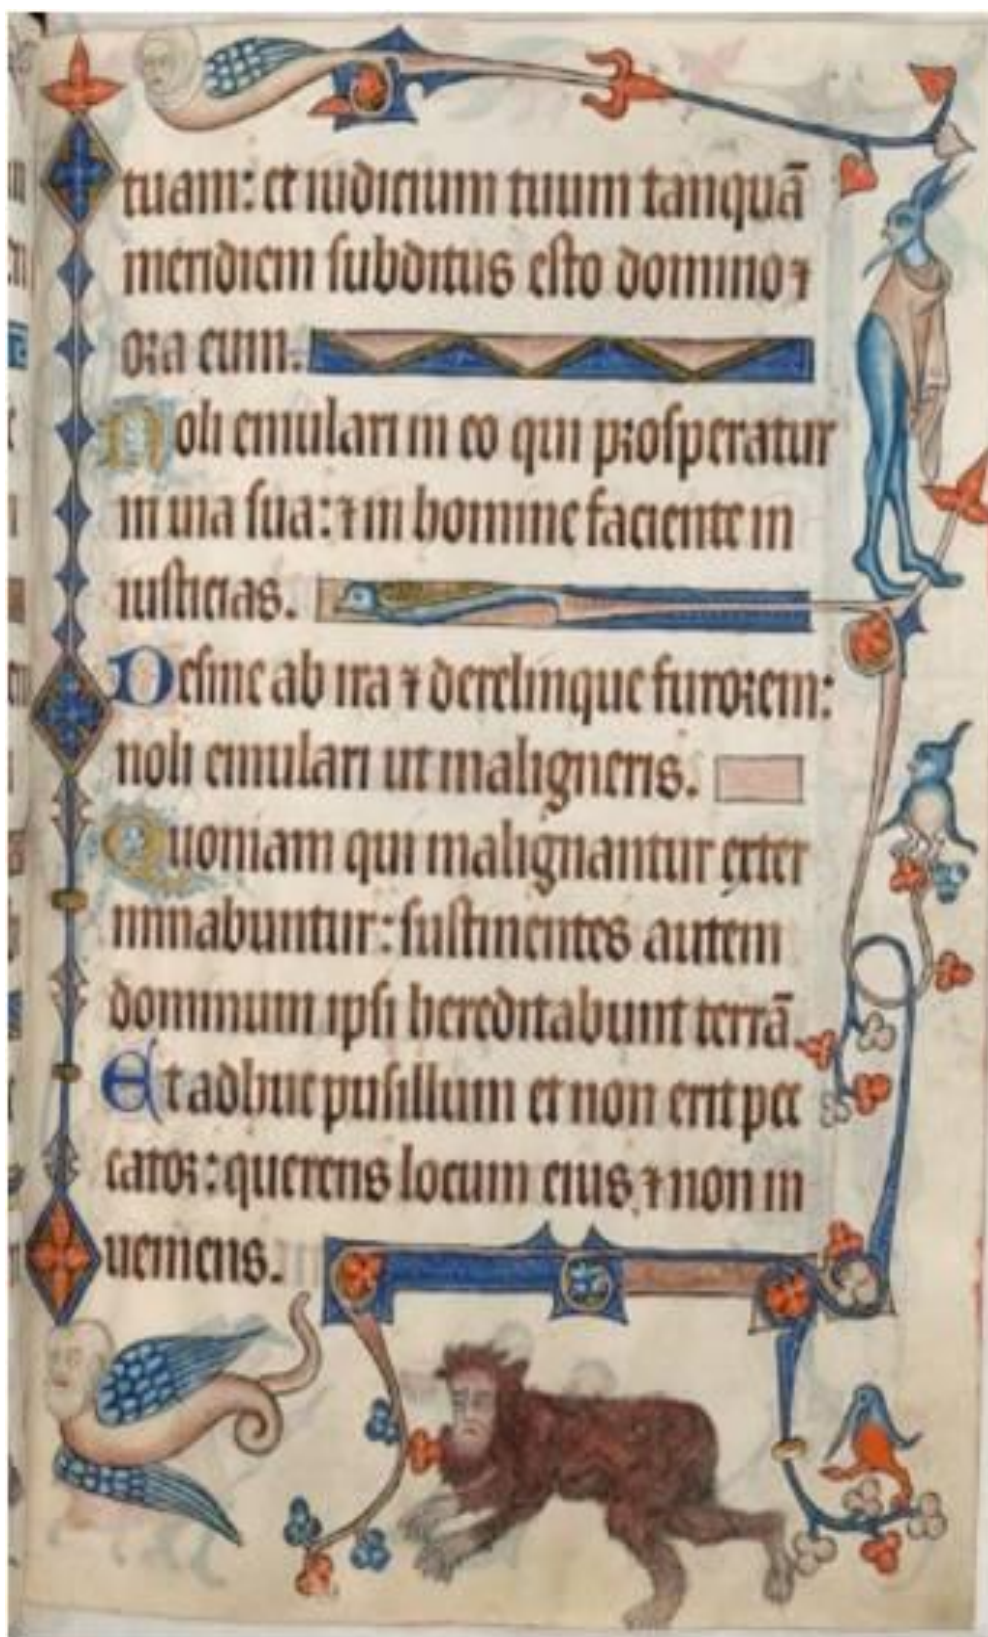 tuam: et iudicium tuum tanquā
meridiem subditus esto domino ⁊
ora eum.
Noli emulari in eo qui prosperatur
in uia sua: ⁊ in homine faciente in
iusticias.
Desine ab ira ⁊ derelinque furorem:
noli emulari ut maligneris.
Quoniam qui malignantur exter
minabuntur: sustinentes autem
dominum ipsi hereditabunt terrā.
Et adhuc pusillum et non erit pec
cator: querens locum eius ⁊ non in
uemens.